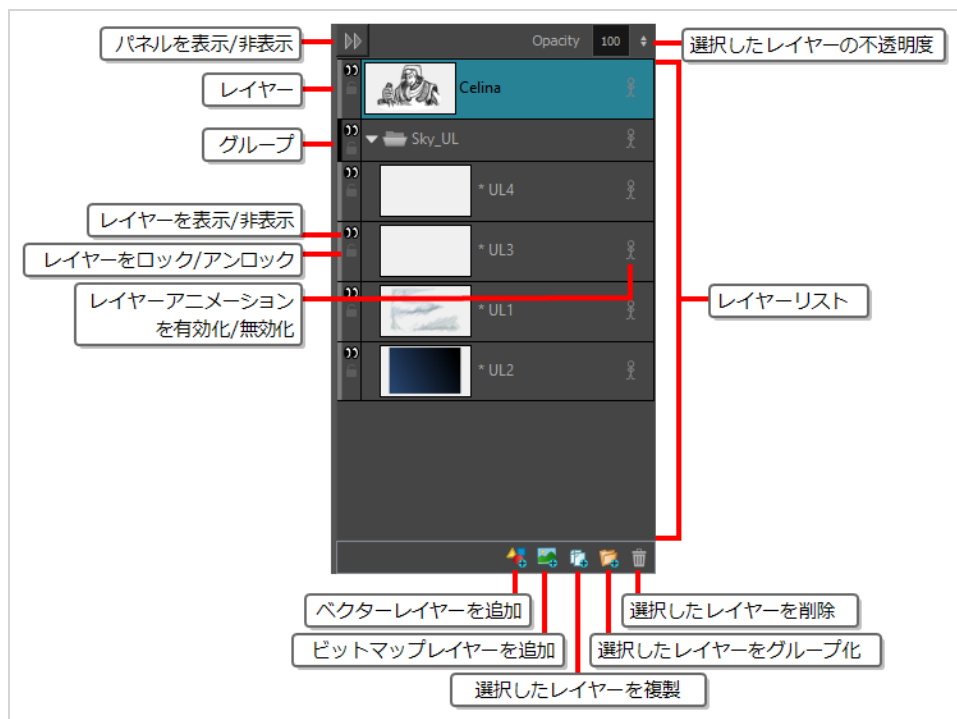 パネルを表示/非表示
Opacity 100
選択したレイヤーの不透明度
レイヤー
Celina
グループ
Sky_UL
* UL4
レイヤーを表示/非表示
レイヤーをロック/アンロック
* UL3
レイヤーアニメーション
を有効化/無効化
レイヤーリスト
* UL1
* UL2
ベクターレイヤーを追加
選択したレイヤーを削除
ビットマップレイヤーを追加
選択したレイヤーをグループ化
選択したレイヤーを複製